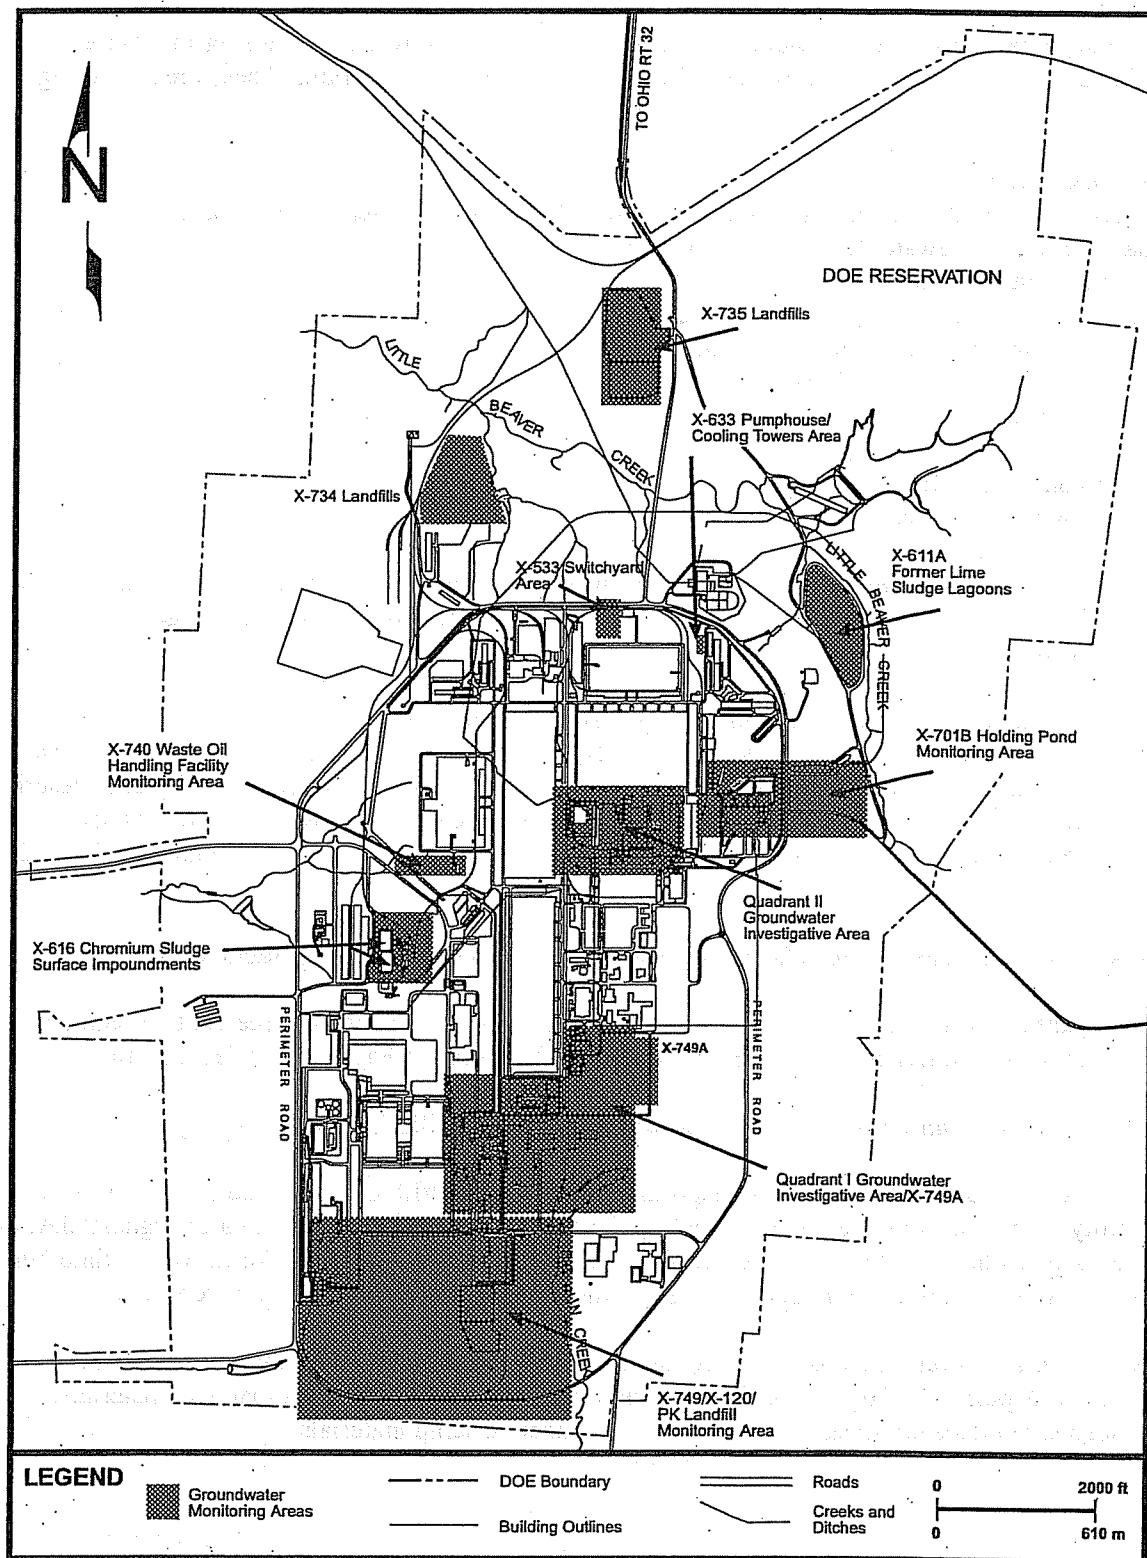 TO OHIO RT 32
N
DOE RESERVATION
X-735 Landfills
LITTLE
BEAVER
CREEK
X-633 Pumphouse/
Cooling Towers Area
X-734 Landfills
X-533 Switchyard
Area
X-611A
Former Lime
Sludge Lagoons
LITTLE BEAVER CREEK
X-740 Waste Oil
Handling Facility
Monitoring Area
X-701B Holding Pond
Monitoring Area
Quadrant II
Groundwater
Investigative Area
X-616 Chromium Sludge
Surface Impoundments
PERIMETER ROAD
X-749A
PERIMETER ROAD
Quadrant I Groundwater
Investigative Area/X-749A
CREEK
X-749/X-120/
PK Landfill
Monitoring Area
LEGEND
Groundwater
Monitoring Areas
DOE Boundary
Building Outlines
Roads
Creeks and
Ditches
0 2000 ft
0 610 m